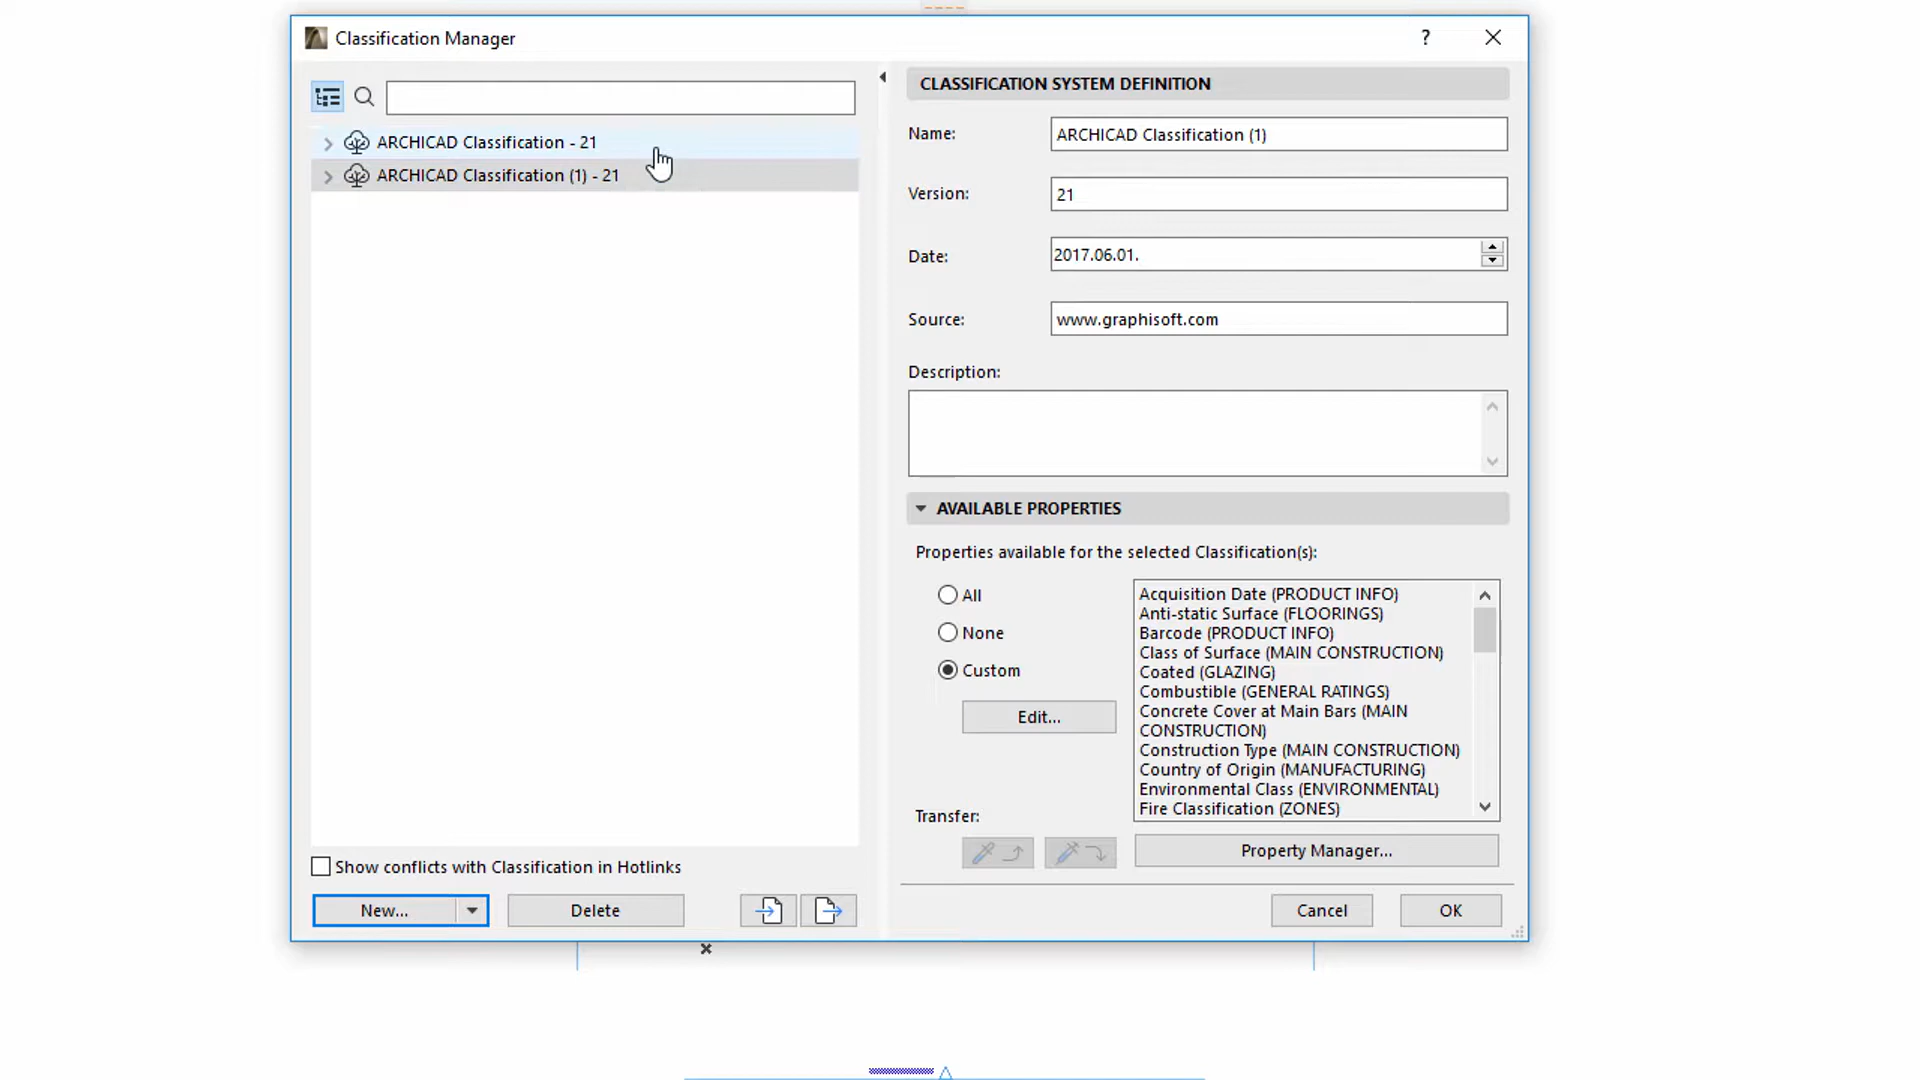 Classification Manager
?
ARCHICAD Classification - 21
ARCHICAD Classification (1) - 21
Show conflicts with Classification in Hotlinks
New...
Delete
CLASSIFICATION SYSTEM DEFINITION
Name:
ARCHICAD Classification (1)
Version:
21
Date:
2017.06.01.
Source:
www.graphisoft.com
Description:
AVAILABLE PROPERTIES
Properties available for the selected Classification(s):
All
None
Custom
Edit...
Acquisition Date (PRODUCT INFO)
Anti-static Surface (FLOORINGS)
Barcode (PRODUCT INFO)
Class of Surface (MAIN CONSTRUCTION)
Coated (GLAZING)
Combustible (GENERAL RATINGS)
Concrete Cover at Main Bars (MAIN
CONSTRUCTION)
Construction Type (MAIN CONSTRUCTION)
Country of Origin (MANUFACTURING)
Environmental Class (ENVIRONMENTAL)
Fire Classification (ZONES)
Transfer:
Property Manager...
Cancel
OK